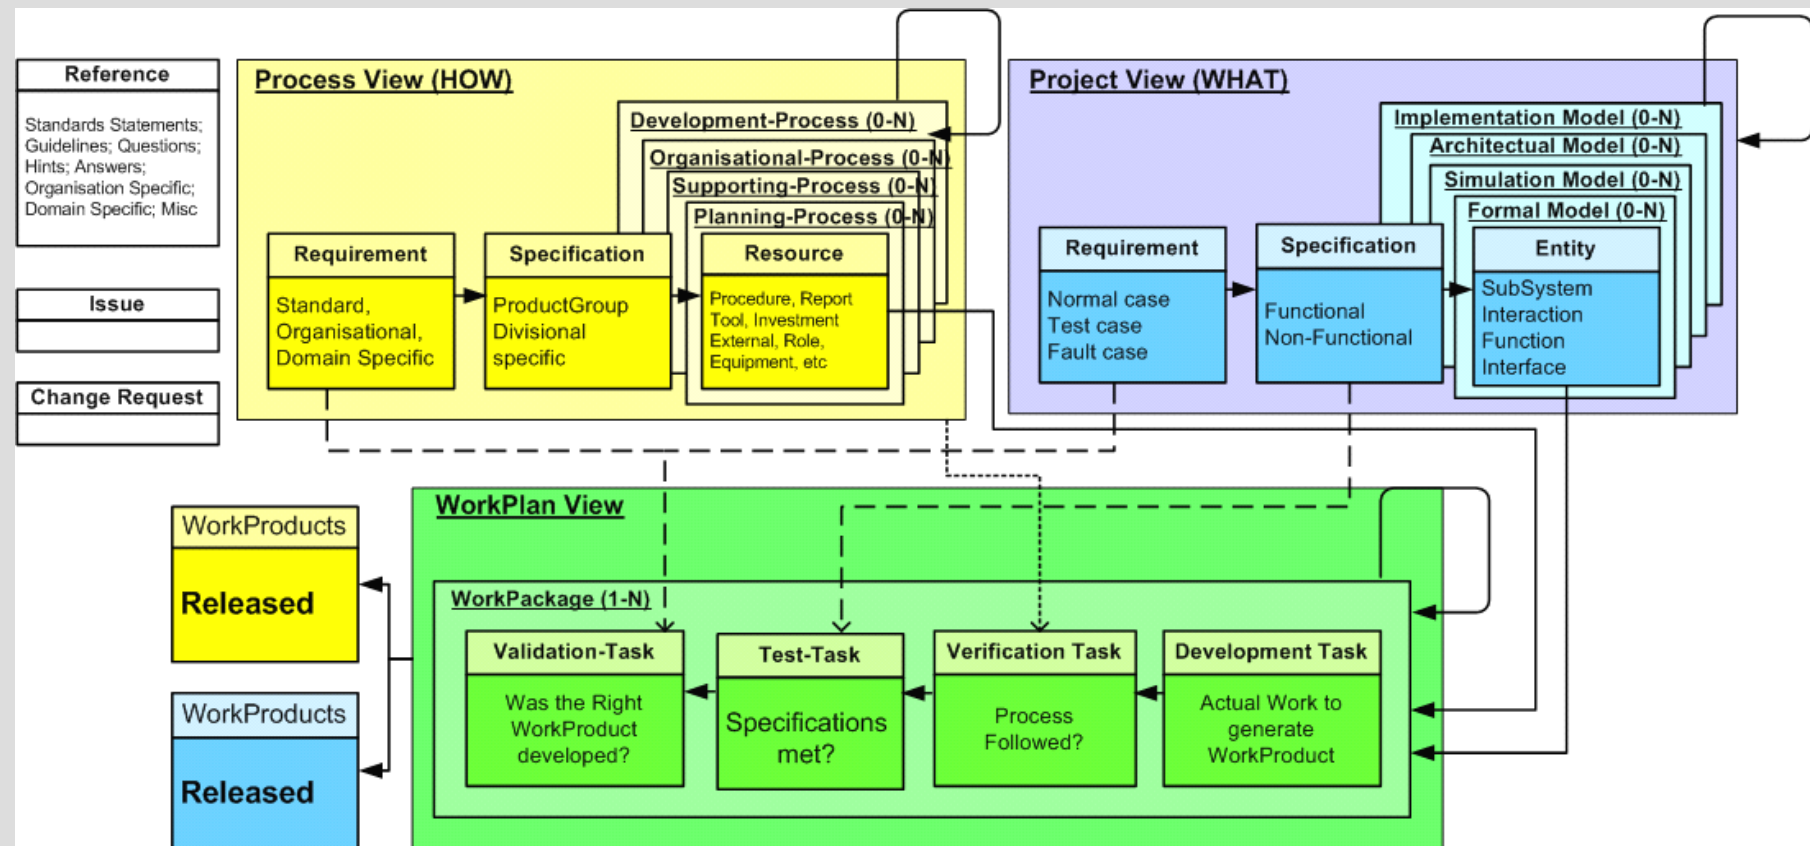 Reference
Standards Statements;
Guidelines; Questions;
Hints; Answers;
Organisation Specific;
Domain Specific; Misc
Issue
Change Request
Process View (HOW)
Development-Process (0-N)
Organisational-Process (0-N)
Supporting-Process (0-N)
Planning-Process (0-N)
Requirement
Standard,
Organisational,
Domain Specific
Specification
ProductGroup
Divisional
specific
Resource
Procedure, Report
Tool, Investment
External, Role,
Equipment, etc
Project View (WHAT)
Implementation Model (0-N)
Architectual Model (0-N)
Simulation Model (0-N)
Formal Model (0-N)
Requirement
Normal case
Test case
Fault case
Specification
Functional
Non-Functional
Entity
SubSystem
Interaction
Function
Interface
WorkProducts
Released
WorkProducts
Released
WorkPlan View
WorkPackage (1-N)
Validation-Task
Was the Right
WorkProduct
developed?
Test-Task
Specifications
met?
Verification Task
Process
Followed?
Development Task
Actual Work to
generate
WorkProduct